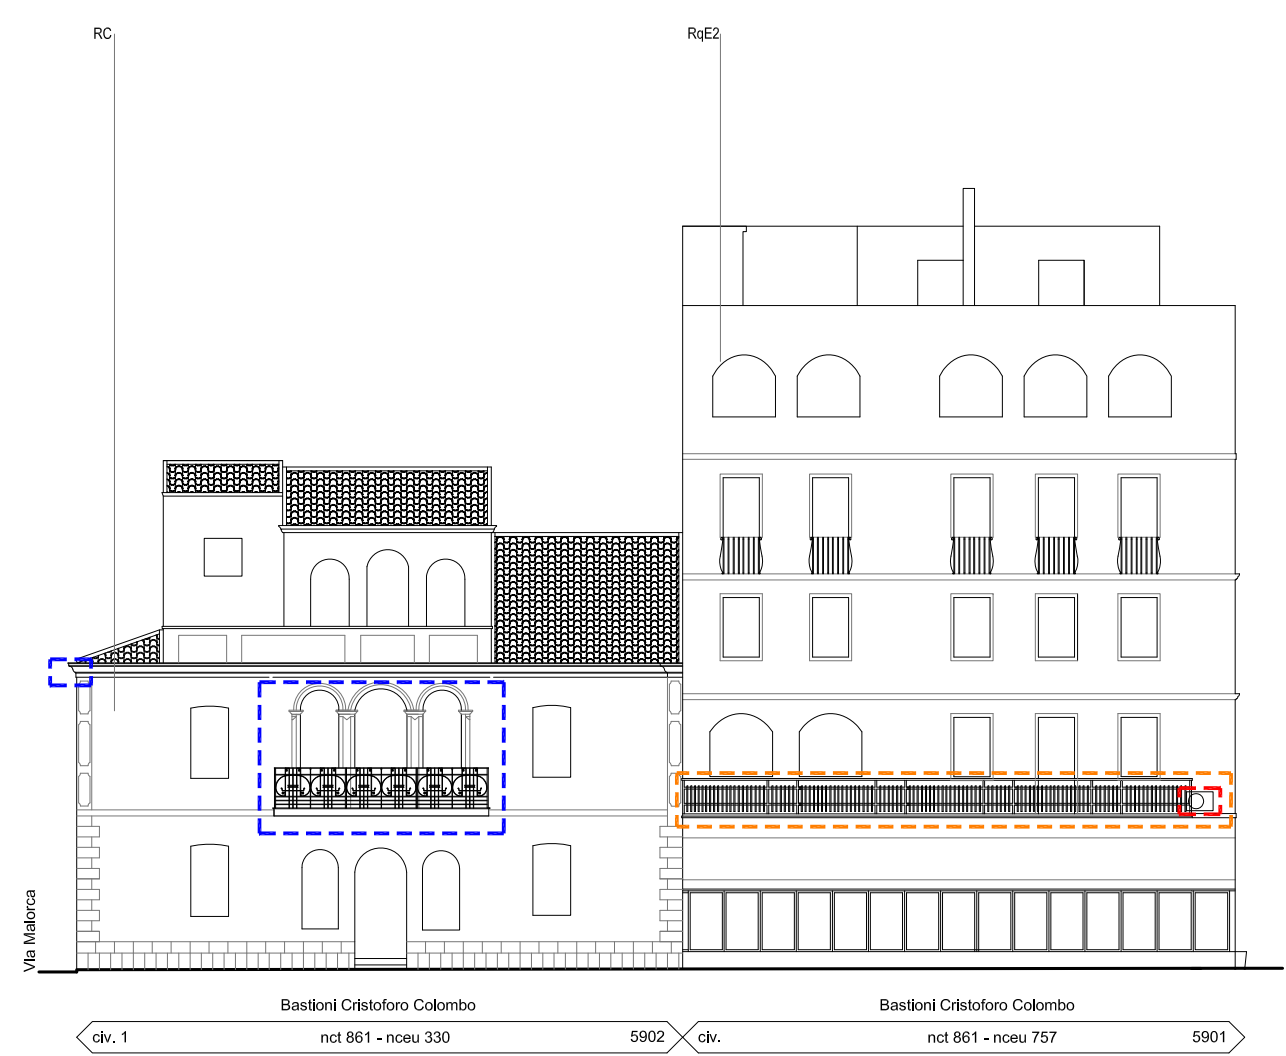 RC
RqE2
Via Malorca
Bastioni Cristoforo Colombo
Bastioni Cristoforo Colombo
civ. 1 nct 861 - nceu 330 5902
civ. nct 861 - nceu 757 5901